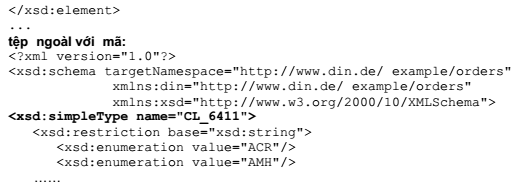 </xsd:element>
...
tệp ngoài với mã:
<?xml version="1.0"?>
<xsd:schema targetNamespace="http://www.din.de/ example/orders"
xmlns:din="http://www.din.de/ example/orders"
xmlns:xsd="http://www.w3.org/2000/10/XMLSchema">
<xsd:simpleType name="CL_6411">
<xsd:restriction base="xsd:string">
<xsd:enumeration value="ACR"/>
<xsd:enumeration value="AMH"/>
……